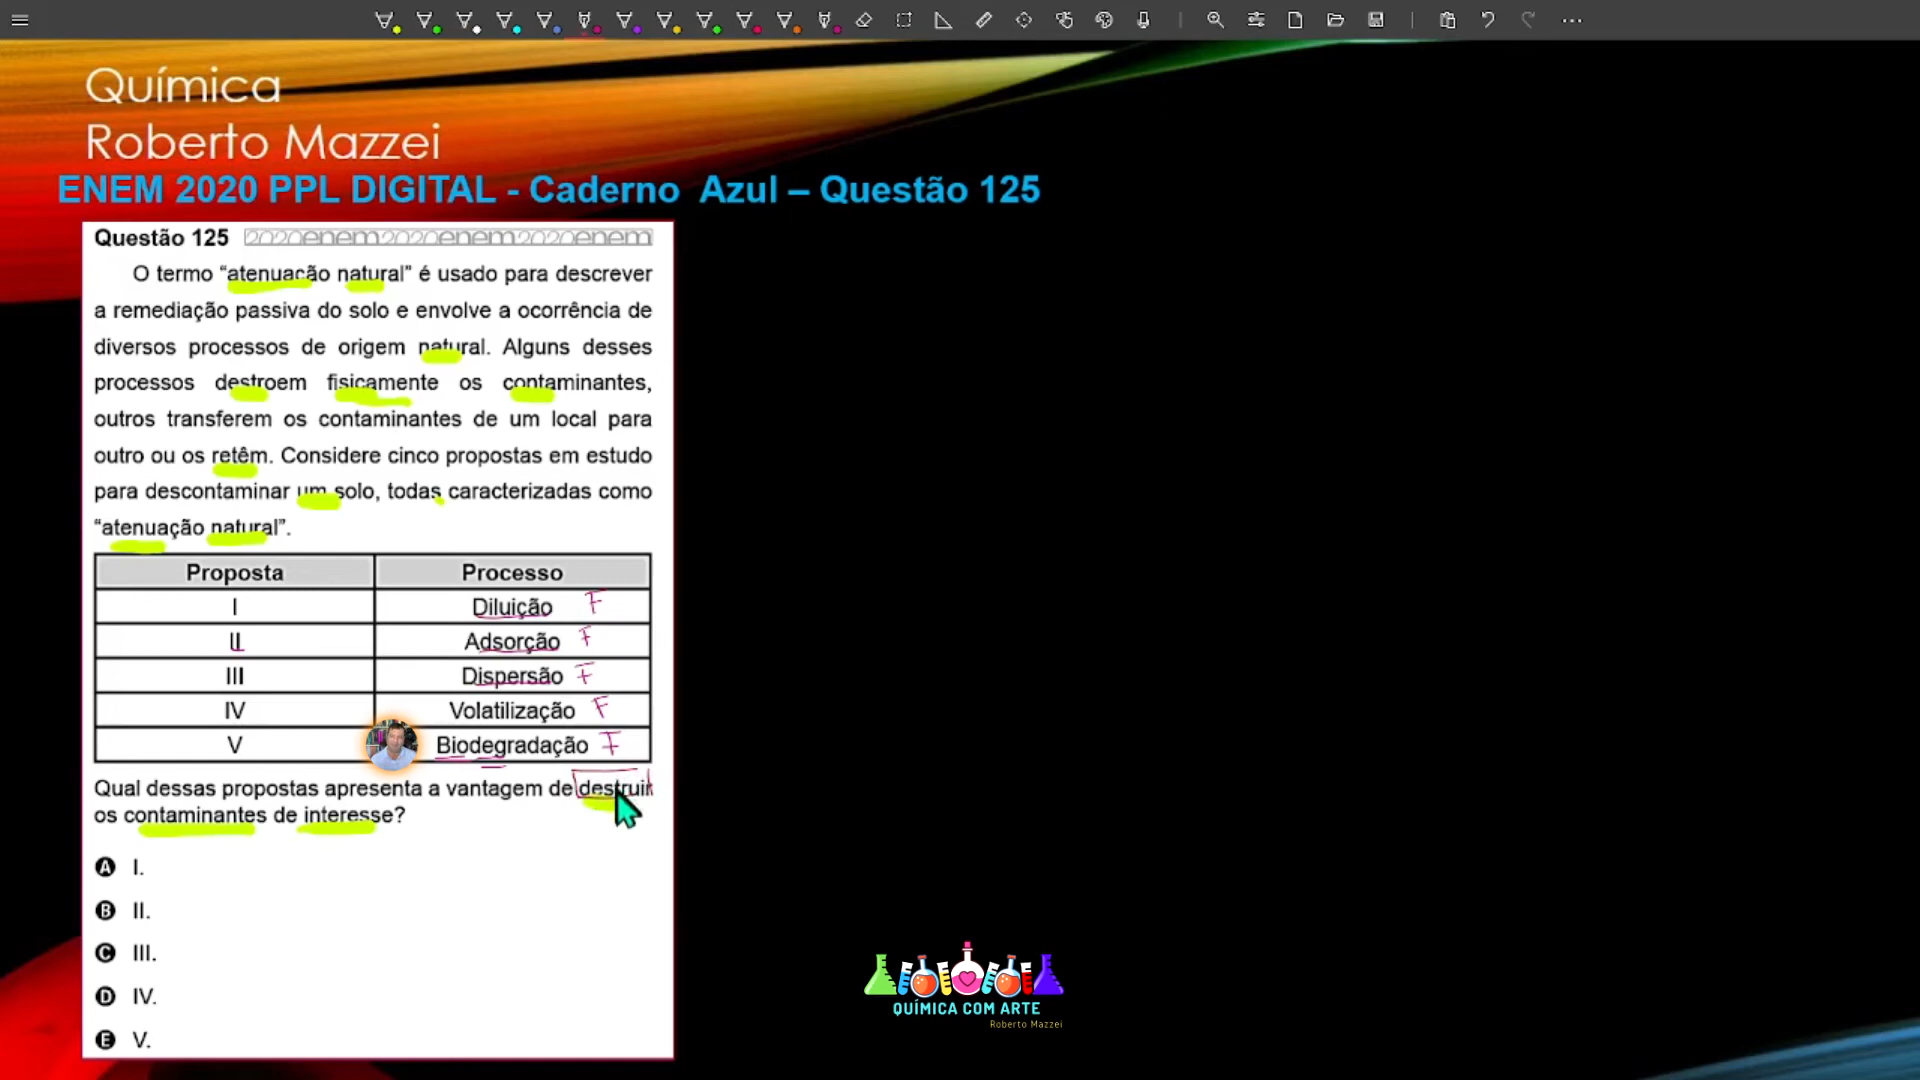 Química
Roberto Mazzei
ENEM 2020 PPL DIGITAL - Caderno Azul – Questão 125
Questão 125 2020enem2020enem2020enem
O termo “atenuação natural” é usado para descrever
a remediação passiva do solo e envolve a ocorrência de
diversos processos de origem natural. Alguns desses
processos destroem fisicamente os contaminantes,
outros transferem os contaminantes de um local para
outro ou os retêm. Considere cinco propostas em estudo
para descontaminar um solo, todas caracterizadas como
“atenuação natural”.
Proposta Processo
I Diluição F
II Adsorção F
III Dispersão F
IV Volatilização F
V Biodegradação F
Qual dessas propostas apresenta a vantagem de destruir
os contaminantes de interesse?
A I.
B II.
C III.
D IV.
E V.
QUÍMICA COM ARTE
Roberto Mazzei